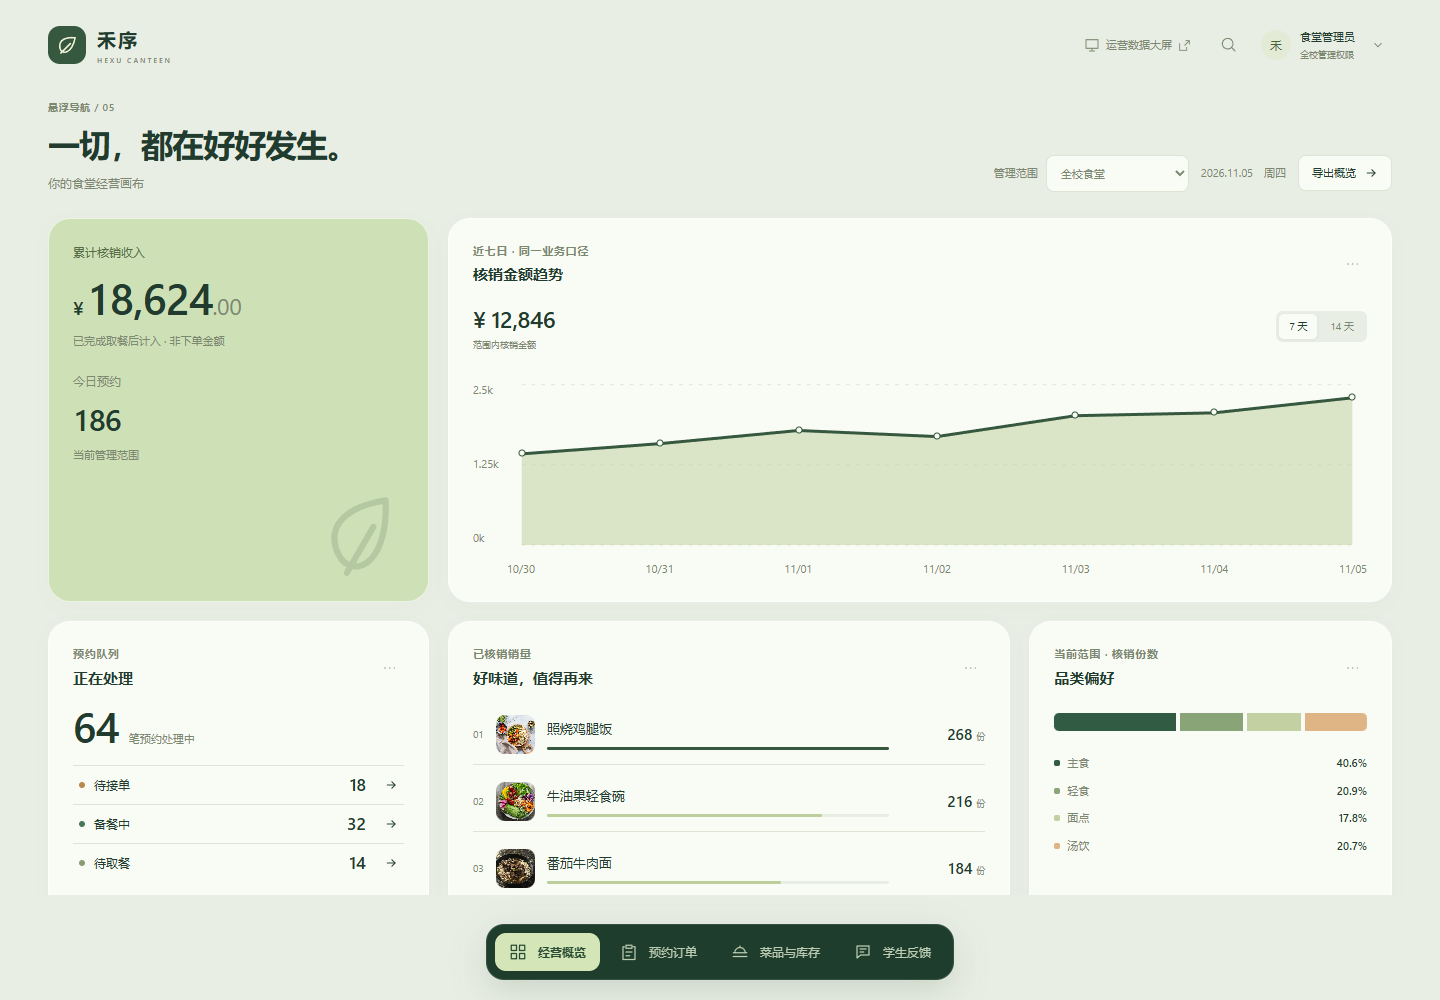 禾序
HEXU CANTEEN
运营数据大屏
禾
食堂管理员
全校管理权限
悬浮导航 / 05
一切，都在好好发生。
你的食堂经营画布
管理范围
全校食堂
2026.11.05 周四
导出概览
累计核销收入
¥ 18,624.00
已完成取餐后计入 · 非下单金额
今日预约
186
当前管理范围
近七日 · 同一业务口径
核销金额趋势
¥ 12,846
范围内核销金额
7 天
14 天
2.5k
1.25k
0k
10/30
10/31
11/01
11/02
11/03
11/04
11/05
预约队列
正在处理
64 笔预约处理中
待接单 18
备餐中 32
待取餐 14
已核销销量
好味道，值得再来
01 照烧鸡腿饭 268 份
02 牛油果轻食碗 216 份
03 番茄牛肉面 184 份
当前范围 · 核销份数
品类偏好
主食 40.6%
轻食 20.9%
面点 17.8%
汤饮 20.7%
经营概览
预约订单
菜品与库存
学生反馈